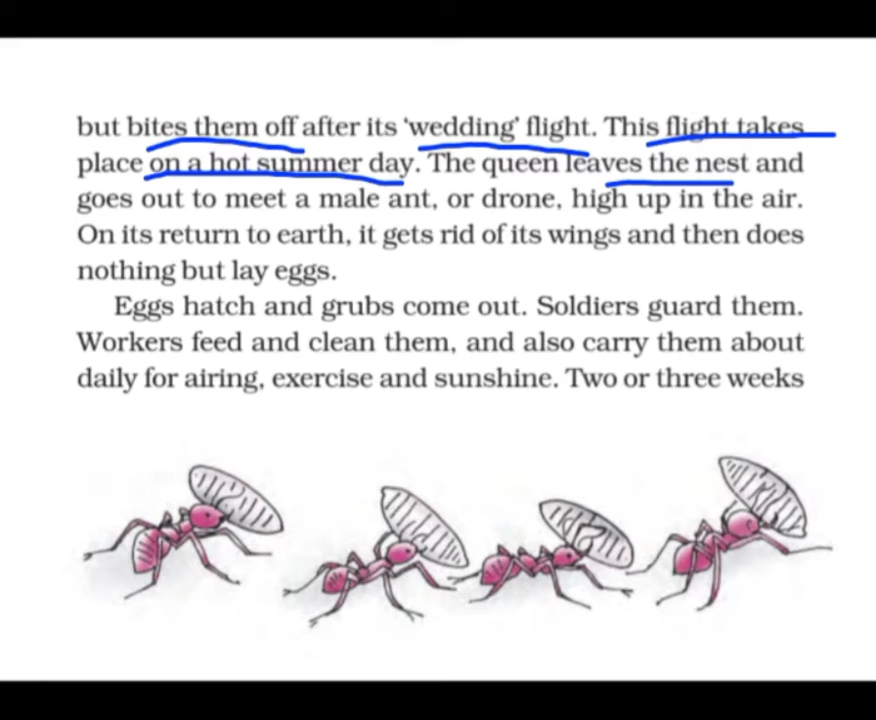 but bites them off after its ‘wedding’ flight. This flight takes
place on a hot summer day. The queen leaves the nest and
goes out to meet a male ant, or drone, high up in the air.
On its return to earth, it gets rid of its wings and then does
nothing but lay eggs.
Eggs hatch and grubs come out. Soldiers guard them.
Workers feed and clean them, and also carry them about
daily for airing, exercise and sunshine. Two or three weeks